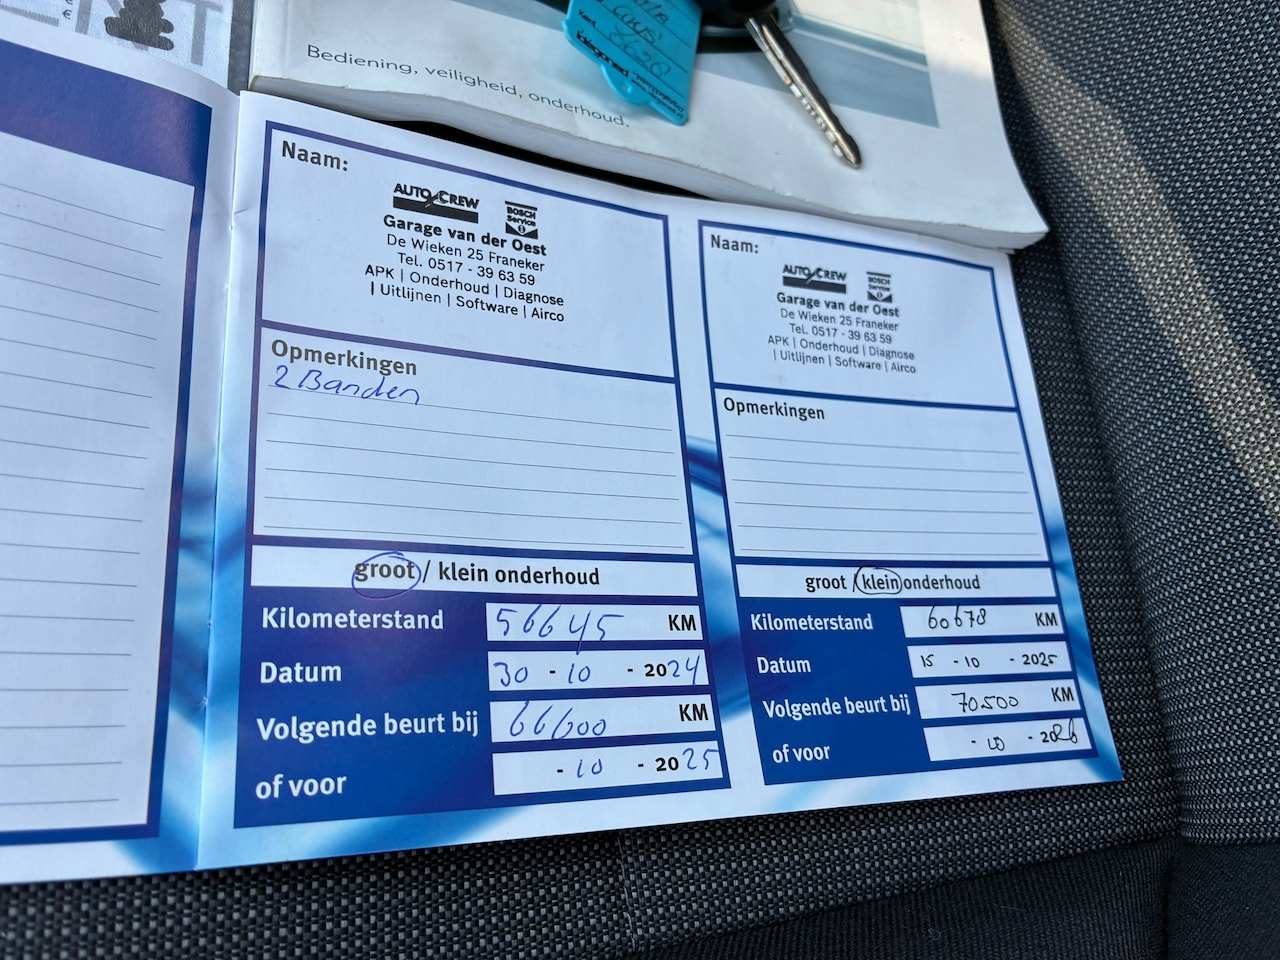 Bediening, veiligheid, onderhoud.
Naam:
AUTO CREW
BOSCH
Service
Garage van der Oest
De Wieken 25 Franeker
Tel. 0517 - 39 63 59
APK | Onderhoud | Diagnose
| Uitlijnen | Software | Airco
Opmerkingen
2 Banden
groot / klein onderhoud
Kilometerstand 56645 KM
Datum 30 - 10 - 2024
Volgende beurt bij 66600 KM
of voor - 10 - 2025
Naam:
AUTO CREW
BOSCH
Service
Garage van der Oest
De Wieken 25 Franeker
Tel. 0517 - 39 63 59
APK | Onderhoud | Diagnose
| Uitlijnen | Software | Airco
Opmerkingen
groot / klein onderhoud
Kilometerstand 60678 KM
Datum 15 - 10 - 2025
Volgende beurt bij 70500 KM
of voor - 10 - 2026